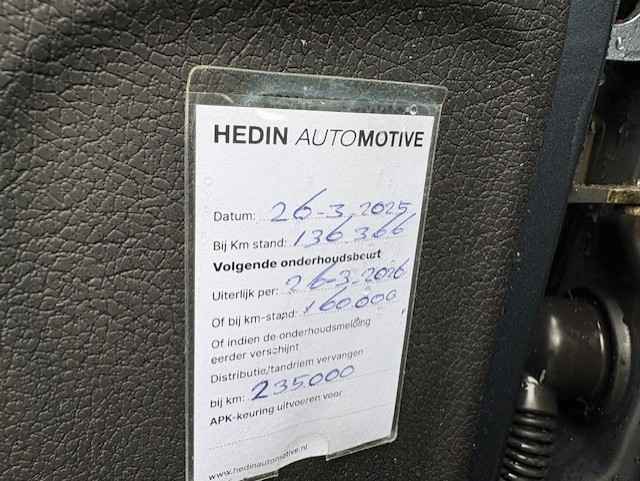 HEDIN AUTOMOTIVE
Datum: 26-3-2025
Bij Km stand: 136.366
Volgende onderhoudsbeurt
Uiterlijk per: 26-3-2026
Of bij km-stand: 160.000
Of indien de onderhoudsmelding
eerder verschijnt
Distributie/tandriem vervangen
bij km: 235.000
APK-keuring uitvoeren voor
www.hedinautomotive.nl